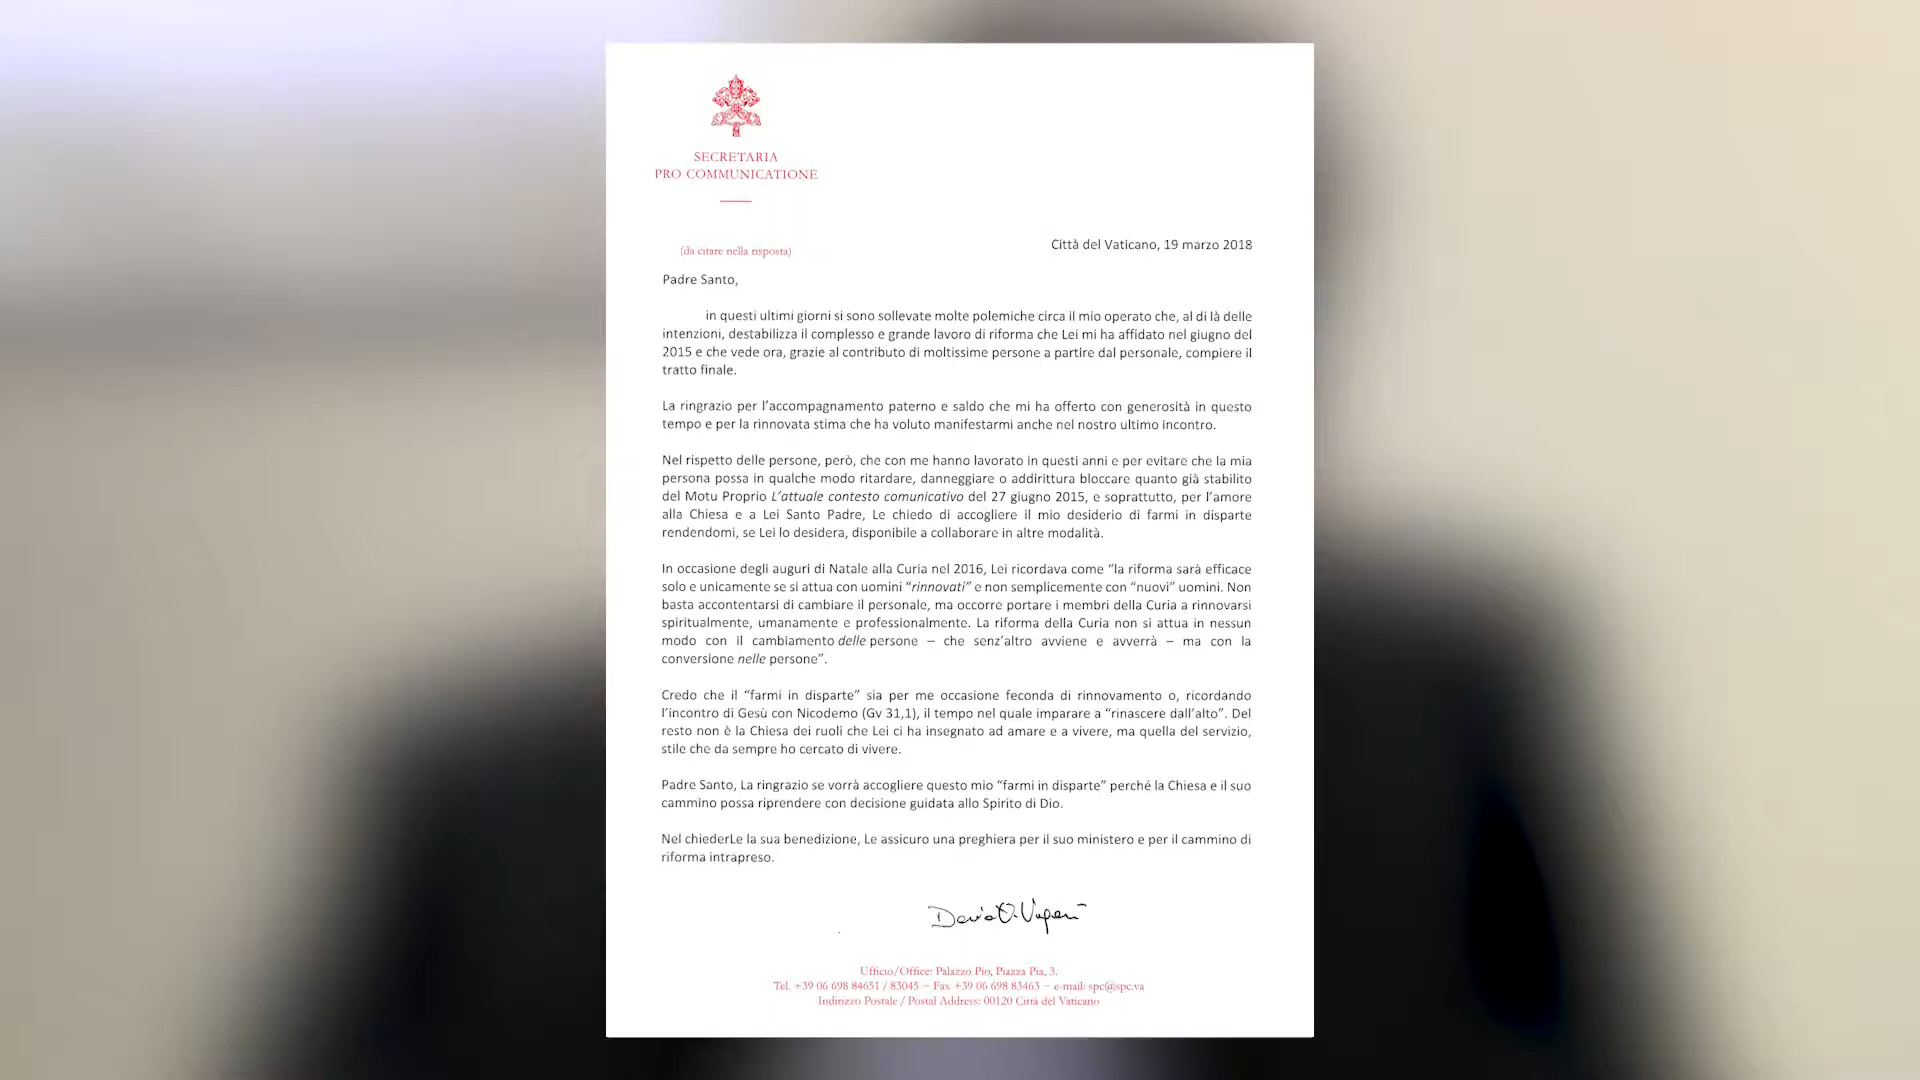 SECRETARIA
PRO COMMUNICATIONE
Città del Vaticano, 19 marzo 2018
(da citare nella risposta)
Padre Santo,
in questi ultimi giorni si sono sollevate molte polemiche circa il mio operato che, al di là delle
intenzioni, destabilizza il complesso e grande lavoro di riforma che Lei mi ha affidato nel giugno del
2015 e che vede ora, grazie al contributo di moltissime persone a partire dal personale, compiere il
tratto finale.
La ringrazio per l'accompagnamento paterno e saldo che mi ha offerto con generosità in questo
tempo e per la rinnovata stima che ha voluto manifestarmi anche nel nostro ultimo incontro.
Nel rispetto delle persone, però, che con me hanno lavorato in questi anni e per evitare che la mia
persona possa in qualche modo ritardare, danneggiare o addirittura bloccare quanto già stabilito
del Motu Proprio L'attuale contesto comunicativo del 27 giugno 2015, e soprattutto, per l'amore
alla Chiesa e a Lei Santo Padre, Le chiedo di accogliere il mio desiderio di farmi in disparte
rendendomi, se Lei lo desidera, disponibile a collaborare in altre modalità.
In occasione degli auguri di Natale alla Curia nel 2016, Lei ricordava come “la riforma sarà efficace
solo e unicamente se si attua con uomini “rinnovati” e non semplicemente con “nuovi” uomini. Non
basta accontentarsi di cambiare il personale, ma occorre portare i membri della Curia a rinnovarsi
spiritualmente, umanamente e professionalmente. La riforma della Curia non si attua in nessun
modo con il cambiamento delle persone – che senz'altro avviene e avverrà – ma con la
conversione nelle persone”.
Credo che il “farmi in disparte” sia per me occasione feconda di rinnovamento o, ricordando
l'incontro di Gesù con Nicodemo (Gv 31,1), il tempo nel quale imparare a “rinascere dall'alto”. Del
resto non è la Chiesa dei ruoli che Lei ci ha insegnato ad amare e a vivere, ma quella del servizio,
stile che da sempre ho cercato di vivere.
Padre Santo, La ringrazio se vorrà accogliere questo mio “farmi in disparte” perché la Chiesa e il suo
cammino possa riprendere con decisione guidata allo Spirito di Dio.
Nel chiederLe la sua benedizione, Le assicuro una preghiera per il suo ministero e per il cammino di
riforma intrapreso.
Ufficio/Office: Palazzo Pio, Piazza Pia, 3.
Tel. +39 06 698 84651 / 83045 – Fax +39 06 698 83463 – e-mail: spc@spc.va
Indirizzo Postale / Postal Address: 00120 Città del Vaticano